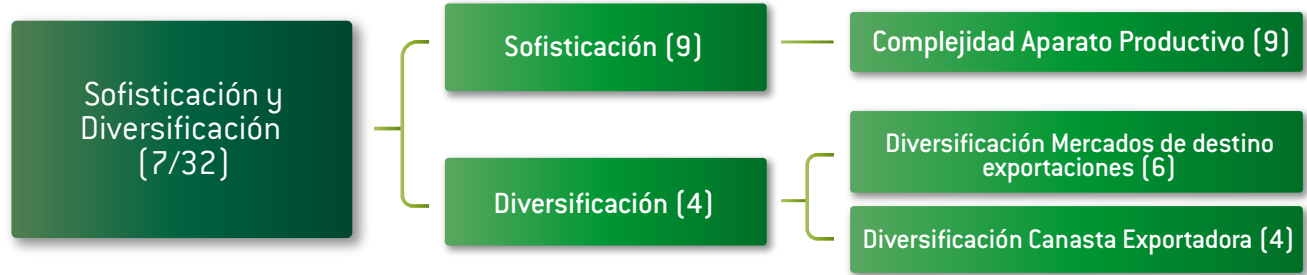 Sofisticación y
Diversificación
(7/32)
Sofisticación (9)
Complejidad Aparato Productivo (9)
Diversificación (4)
Diversificación Mercados de destino
exportaciones (6)
Diversificación Canasta Exportadora (4)